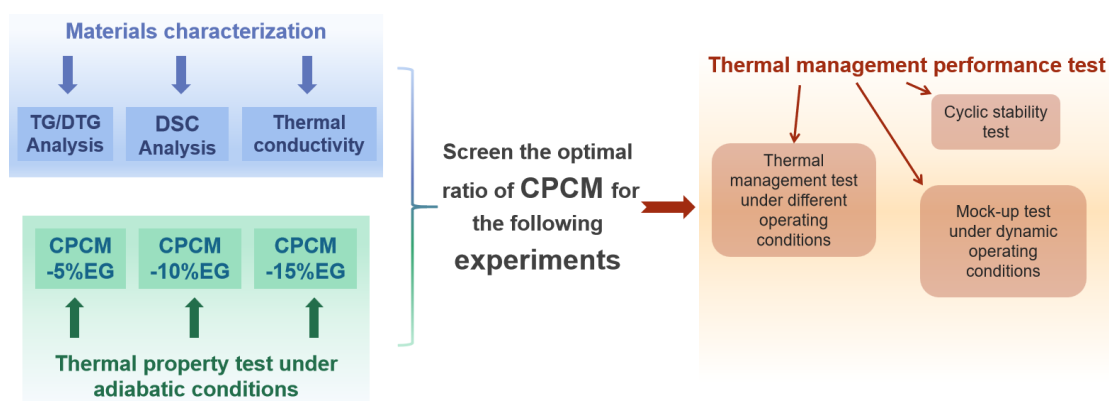 Materials characterization
TG/DTG
Analysis
DSC
Analysis
Thermal
conductivity
CPCM
-5%EG
CPCM
-10%EG
CPCM
-15%EG
Thermal property test under
adiabatic conditions
Screen the optimal
ratio of CPCM for
the following
experiments
Thermal management performance test
Cyclic stability
test
Thermal
management test
under different
operating
conditions
Mock-up test
under dynamic
operating
conditions